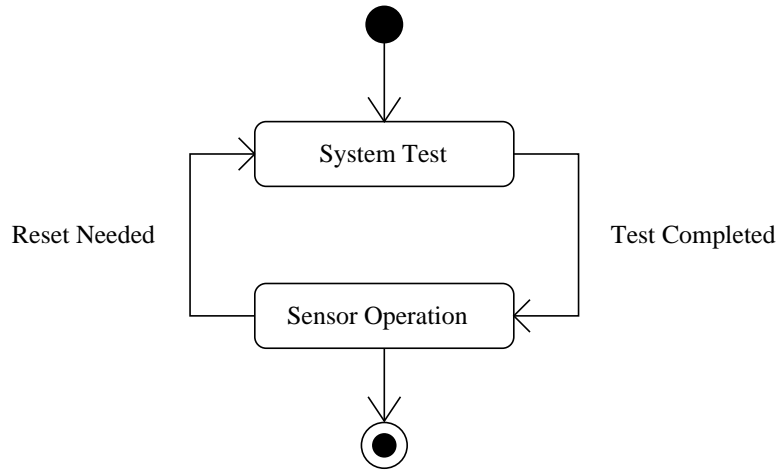 System Test
Reset Needed
Test Completed
Sensor Operation